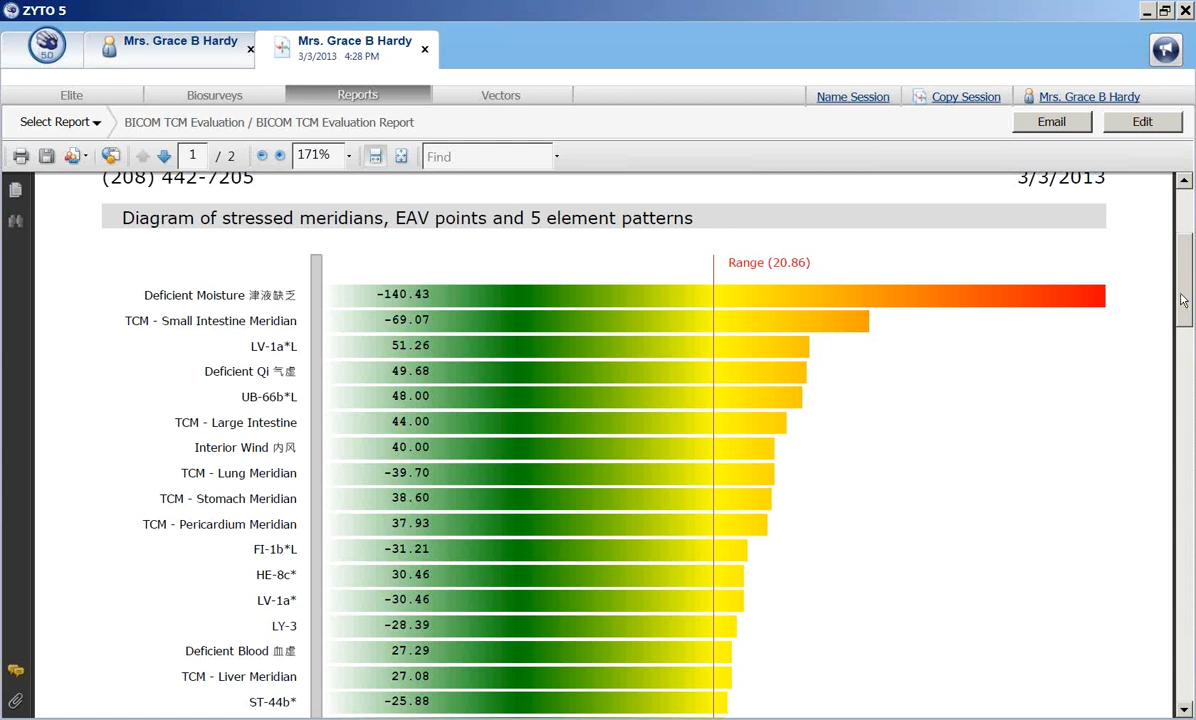 ZYTO 5
50
Mrs. Grace B Hardy
Mrs. Grace B Hardy
3/3/2013 4:28 PM
Elite
Biosurveys
Reports
Vectors
Name Session
Copy Session
Mrs. Grace B Hardy
Select Report
BICOM TCM Evaluation / BICOM TCM Evaluation Report
Email
Edit
1 / 2
171%
Find
(208) 442-7205
3/3/2013
Diagram of stressed meridians, EAV points and 5 element patterns
Range (20.86)
Deficient Moisture 津液缺乏 -140.43
TCM - Small Intestine Meridian -69.07
LV-1a*L 51.26
Deficient Qi 气虚 49.68
UB-66b*L 48.00
TCM - Large Intestine 44.00
Interior Wind 内风 40.00
TCM - Lung Meridian -39.70
TCM - Stomach Meridian 38.60
TCM - Pericardium Meridian 37.93
FI-1b*L -31.21
HE-8c* 30.46
LV-1a* -30.46
LY-3 -28.39
Deficient Blood 血虚 27.29
TCM - Liver Meridian 27.08
ST-44b* -25.88